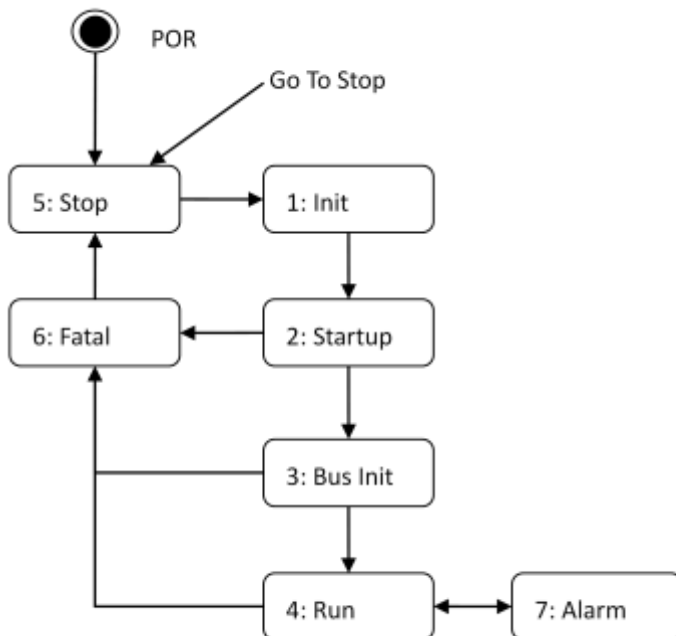 POR
Go To Stop
5: Stop
1: Init
6: Fatal
2: Startup
3: Bus Init
4: Run
7: Alarm